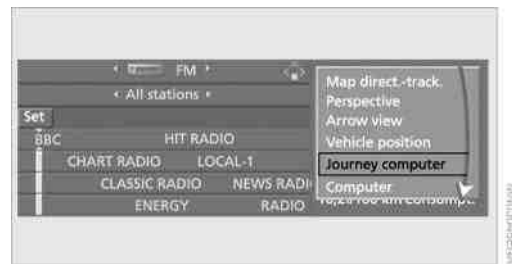 FM
All stations
Set
BBC HIT RADIO
CHART RADIO LOCAL-1
CLASSIC RADIO NEWS RADI
ENERGY RADIO
Map direct.-track.
Perspective
Arrow view
Vehicle position
Journey computer
Computer